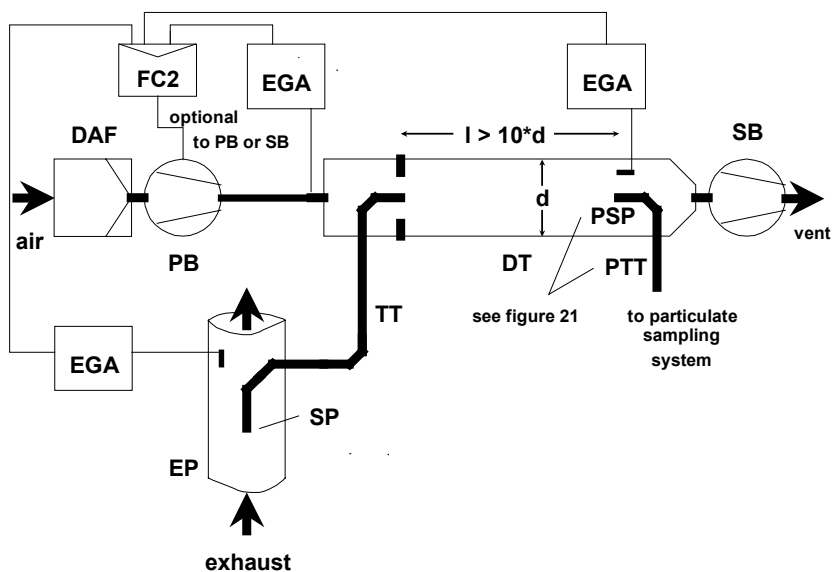 FC2
EGA
EGA
optional
to PB or SB
DAF
l > 10*d
SB
air
PB
d
PSP
DT
PTT
vent
TT
see figure 21
to particulate
sampling
system
EGA
SP
EP
exhaust